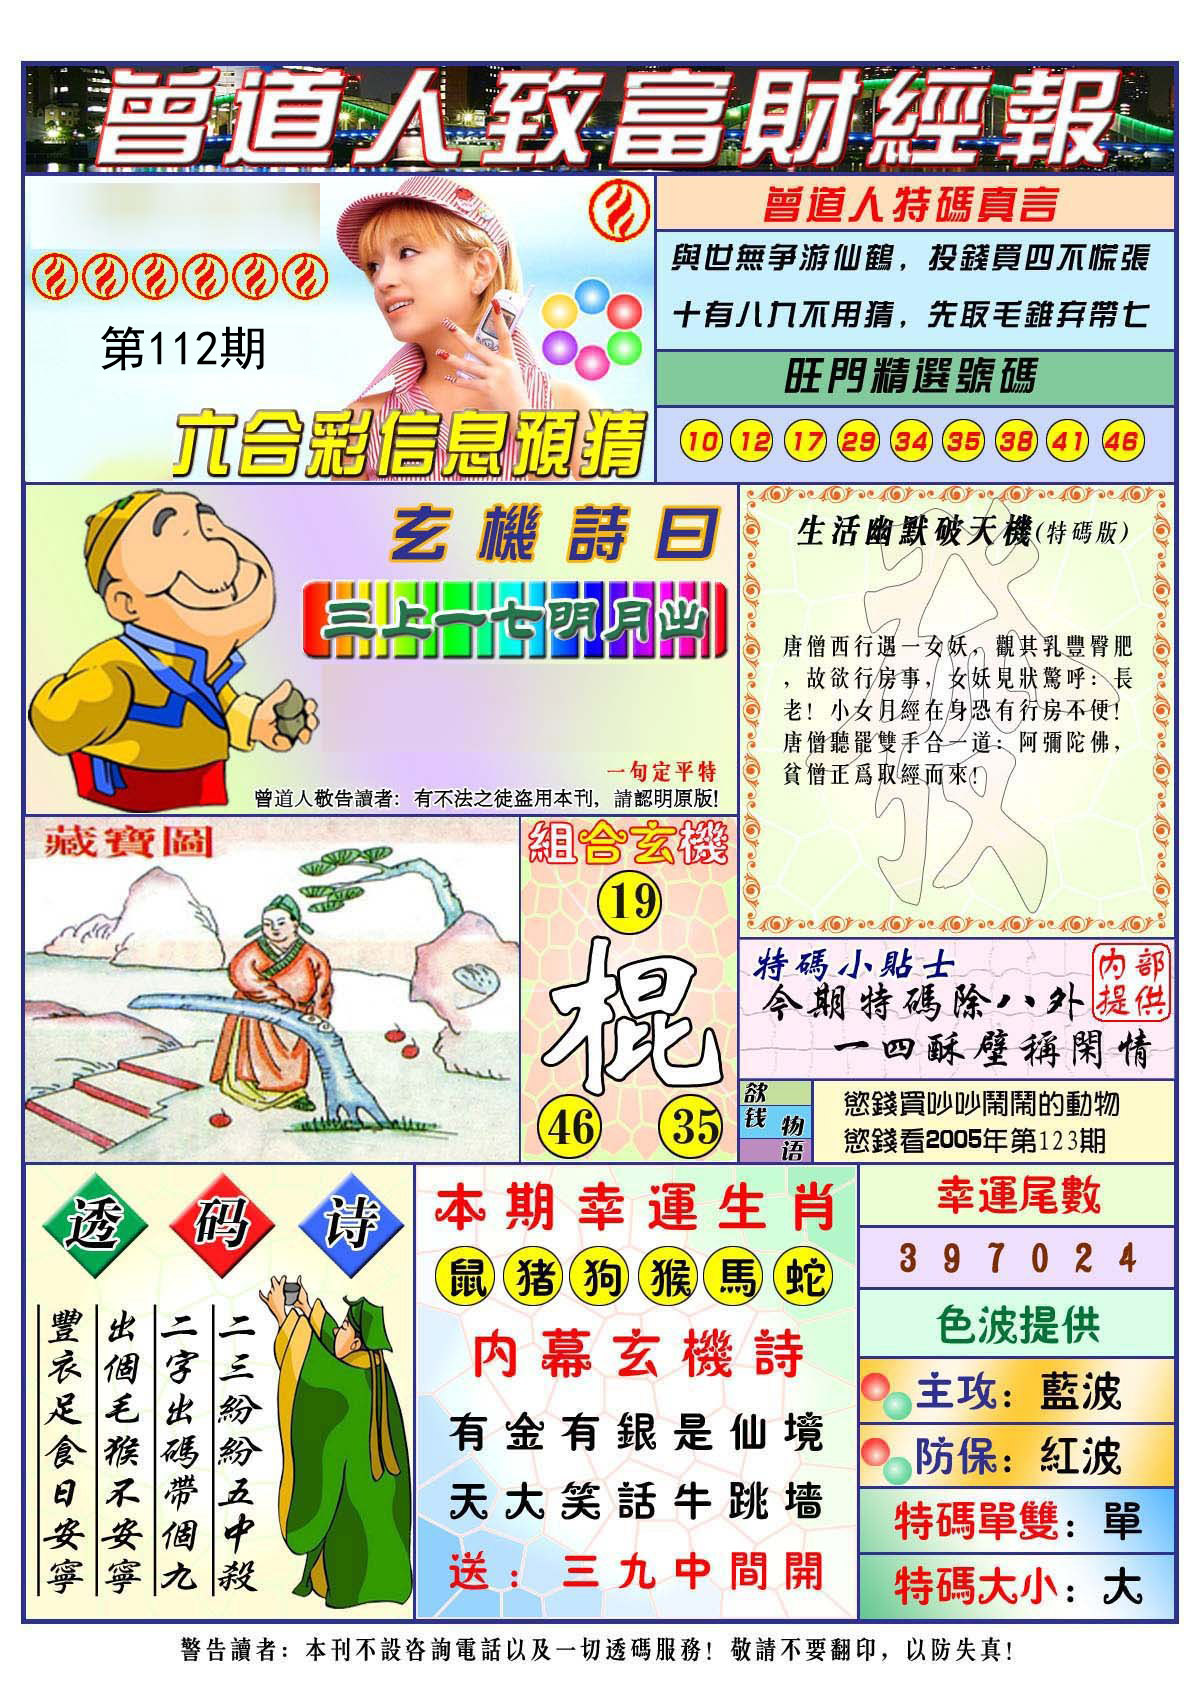 曾道人致富財經報
第112期
六合彩信息預猜
曾道人特碼真言
與世無爭游仙鶴，投錢買四不慌張
十有八九不用猜，先取毛錐弃帶七
旺門精選號碼
10 12 17 29 34 35 38 41 46
玄機詩曰
三上一七明月出
一句定平特
曾道人敬告讀者：有不法之徒盗用本刊，請認明原版！
生活幽默破天機(特碼版)
唐僧西行遇一女妖，觀其乳豐臀肥
，故欲行房事，女妖見狀驚呼：長
老！小女月經在身恐有行房不便！
唐僧聽罷雙手合一道：阿彌陀佛，
貧僧正爲取經而來！
藏寶圖
組合玄機
19
棍
46 35
特碼小貼士
内部
提供
今期特碼除八外
一四酥壁稱閑情
欲
钱
物
语
慾錢買吵吵鬧鬧的動物
慾錢看2005年第123期
透码诗
二三紛紛五中殺
二字出碼帶個九
出個毛猴不安寧
豐衣足食日安寧
本期幸運生肖
鼠 猪 狗 猴 馬 蛇
内幕玄機詩
有金有銀是仙境
天大笑話牛跳墙
送：三九中間開
幸運尾數
3 9 7 0 2 4
色波提供
主攻：藍波
防保：紅波
特碼單雙：單
特碼大小：大
警告讀者：本刊不設咨詢電話以及一切透碼服務！敬請不要翻印，以防失真！